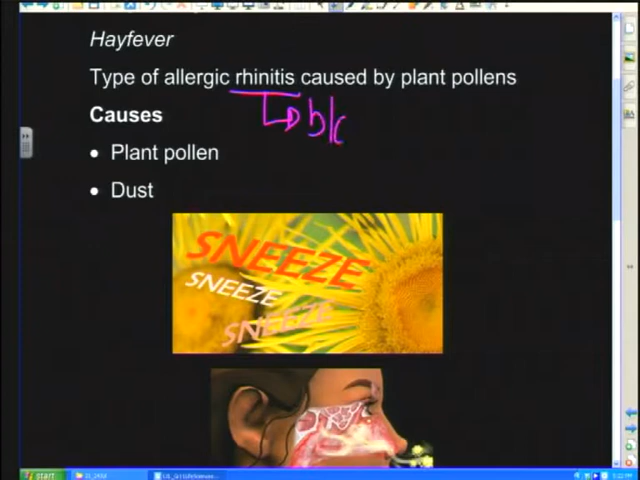 Hayfever
Type of allergic rhinitis caused by plant pollens
b/c
Causes
• Plant pollen
• Dust
SNEEZE
SNEEZE
SNEEZE
start